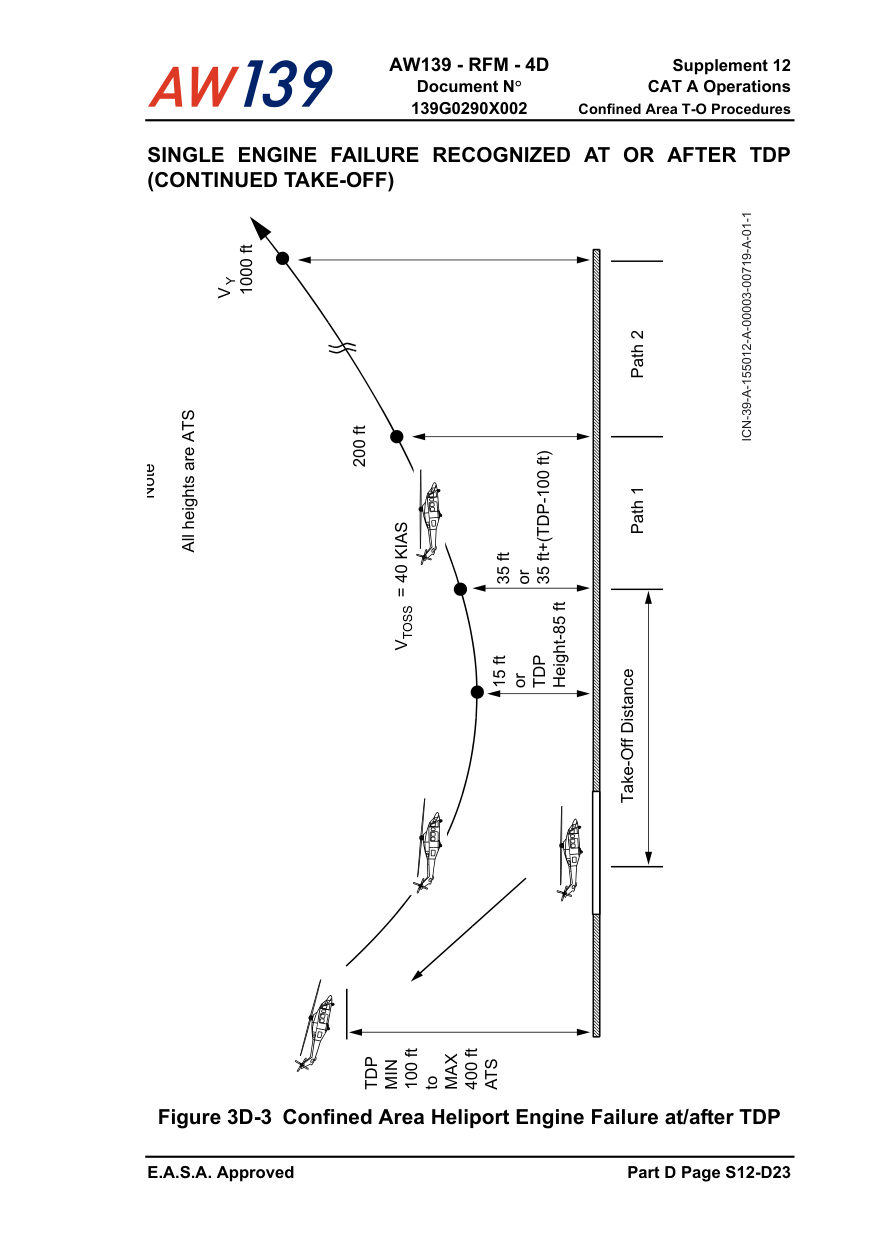 AW139
AW139 - RFM - 4D
Document N°
139G0290X002
Supplement 12
CAT A Operations
Confined Area T-O Procedures
SINGLE ENGINE FAILURE RECOGNIZED AT OR AFTER TDP
(CONTINUED TAKE-OFF)
Note
All heights are ATS
VY
1000 ft
200 ft
VTOSS = 40 KIAS
35 ft
or
35 ft+(TDP-100 ft)
15 ft
or
TDP
Height-85 ft
TDP
MIN
100 ft
to
MAX
400 ft
ATS
Take-Off Distance
Path 1
Path 2
ICN-39-A-155012-A-00003-00719-A-01-1
Figure 3D-3 Confined Area Heliport Engine Failure at/after TDP
E.A.S.A. Approved
Part D Page S12-D23